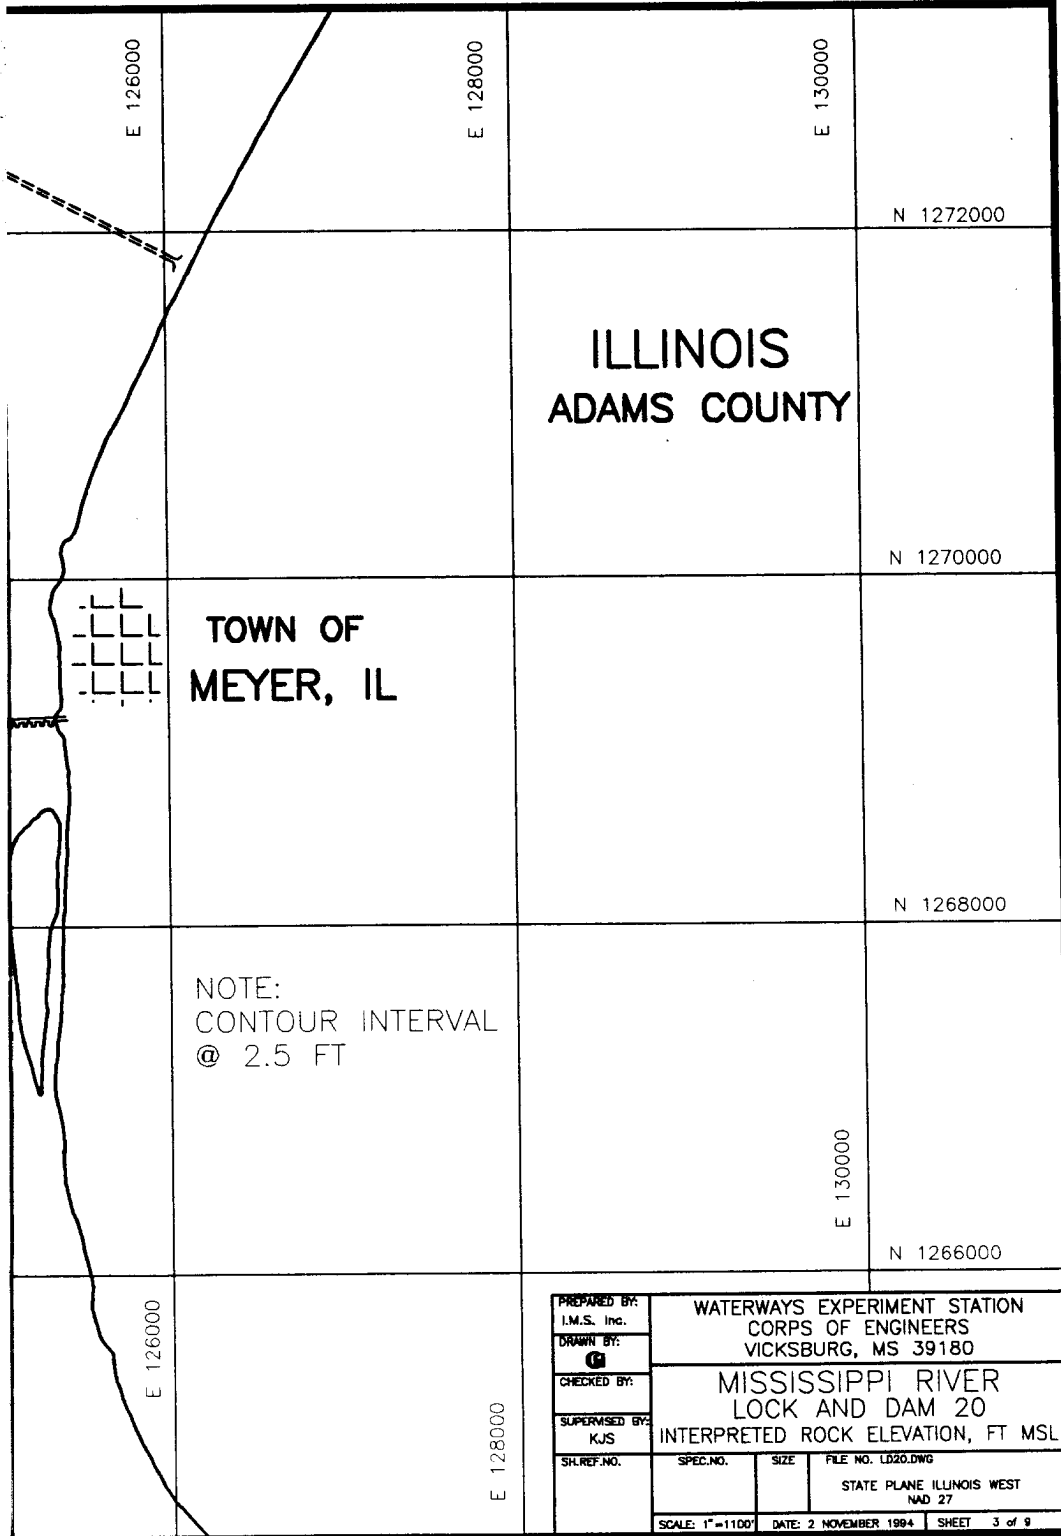 E 126000
E 128000
E 130000
N 1272000
ILLINOIS
ADAMS COUNTY
N 1270000
TOWN OF
MEYER, IL
N 1268000
NOTE:
CONTOUR INTERVAL
@ 2.5 FT
E 130000
N 1266000
E 126000
E 128000
PREPARED BY:
I.M.S. Inc.
DRAWN BY:
CHECKED BY:
SUPERVISED BY:
KJS
WATERWAYS EXPERIMENT STATION
CORPS OF ENGINEERS
VICKSBURG, MS 39180
MISSISSIPPI RIVER
LOCK AND DAM 20
INTERPRETED ROCK ELEVATION, FT MSL
SH.REF.NO.
SPEC.NO.
SIZE
FILE NO. LD20.DWG
STATE PLANE ILLINOIS WEST
NAD 27
SCALE: 1"=1100'
DATE: 2 NOVEMBER 1994
SHEET 3 of 9